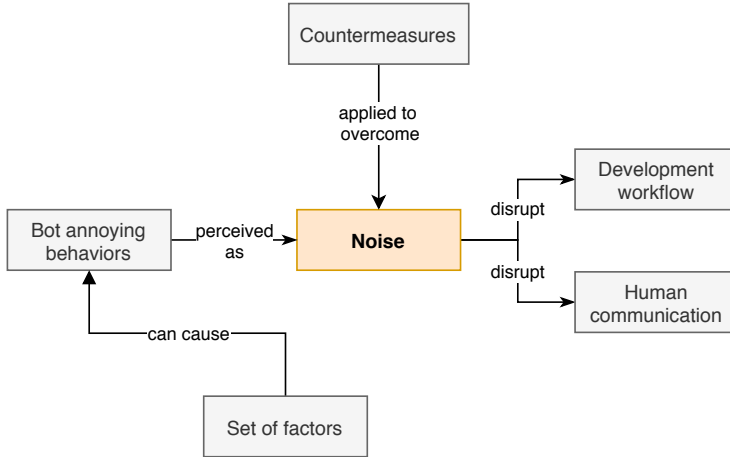 Countermeasures
applied to
overcome
Development
workflow
disrupt
Bot annoying
behaviors
perceived
as
Noise
disrupt
Human
communication
can cause
Set of factors